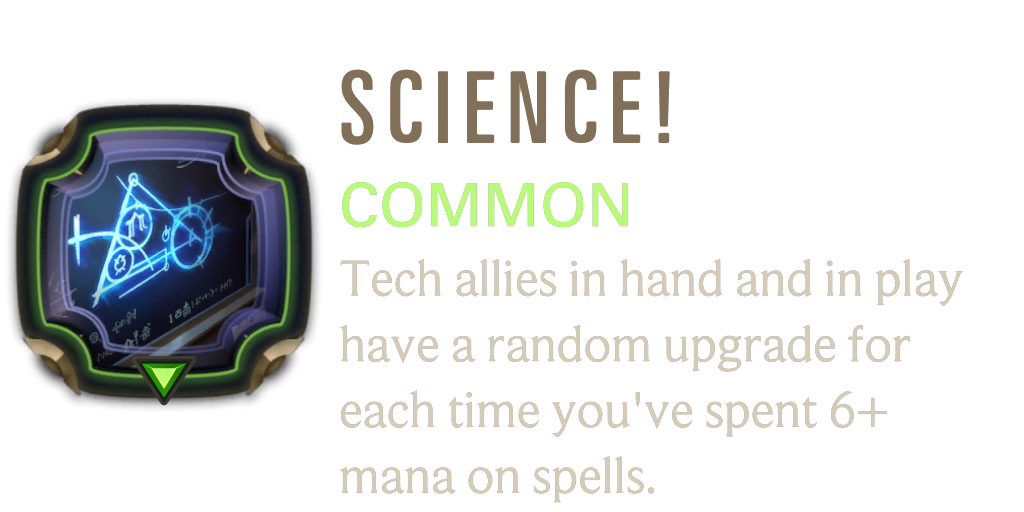 SCIENCE!
COMMON
Tech allies in hand and in play
have a random upgrade for
each time you've spent 6+
mana on spells.